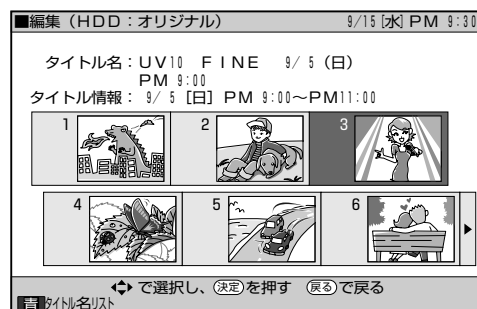 ■編集（HDD：オリジナル） 9/15[水] PM 9:30
タイトル名：UV10 FINE 9/5（日）
PM 9:00
タイトル情報： 9/5［日］PM 9:00～PM11:00
1 2 3
4 5 6
で選択し、決定を押す 戻るで戻る
青タイトル名リスト